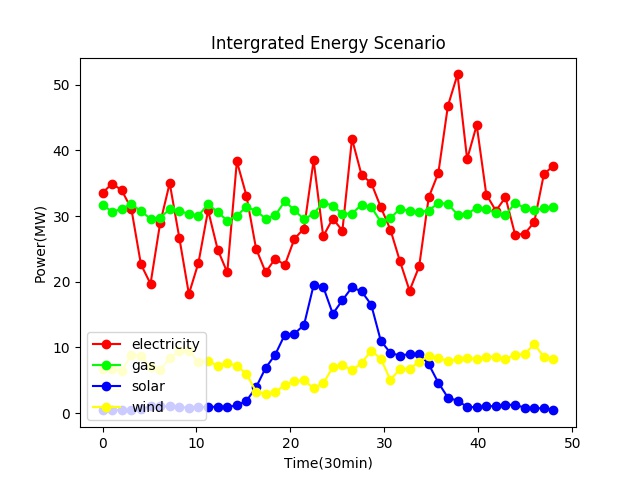 Intergrated Energy Scenario
Power(MW)
50
40
30
20
10
0
electricity
gas
solar
wind
0 10 20 30 40 50
Time(30min)